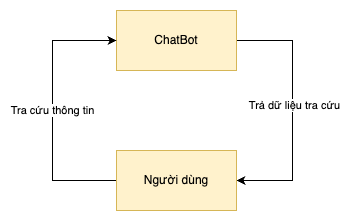 ChatBot
Tra cứu thông tin
Trả dữ liệu tra cứu
Người dùng